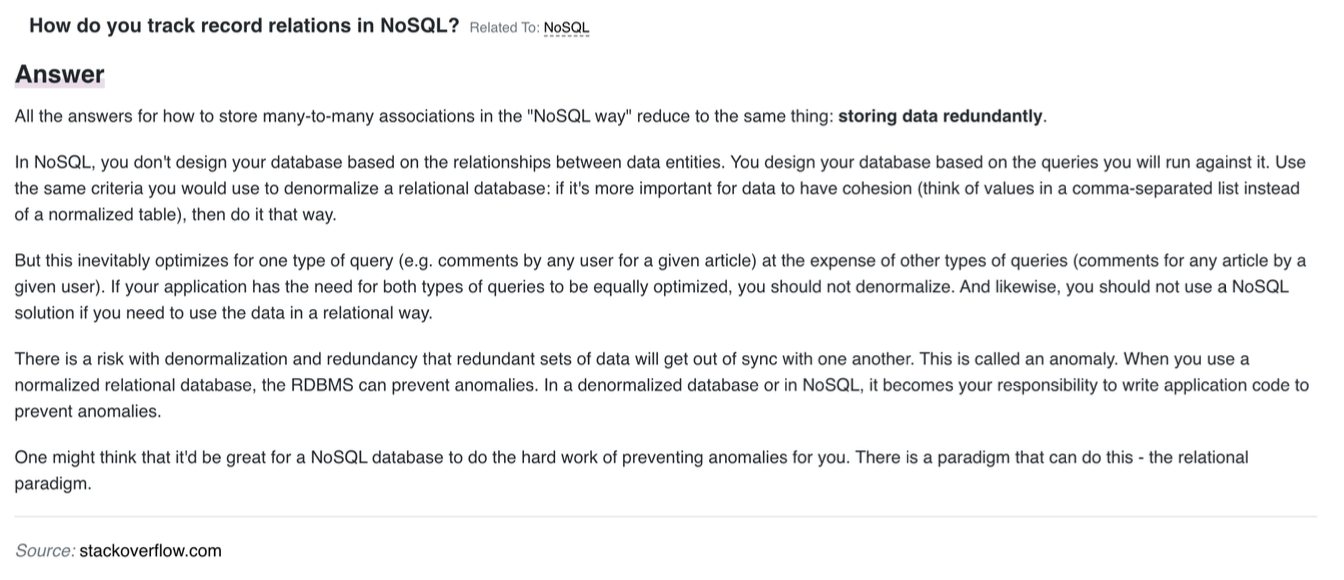 How do you track record relations in NoSQL? Related To: NoSQL
Answer
All the answers for how to store many-to-many associations in the "NoSQL way" reduce to the same thing: storing data redundantly.
In NoSQL, you don't design your database based on the relationships between data entities. You design your database based on the queries you will run against it. Use
the same criteria you would use to denormalize a relational database: if it's more important for data to have cohesion (think of values in a comma-separated list instead
of a normalized table), then do it that way.
But this inevitably optimizes for one type of query (e.g. comments by any user for a given article) at the expense of other types of queries (comments for any article by a
given user). If your application has the need for both types of queries to be equally optimized, you should not denormalize. And likewise, you should not use a NoSQL
solution if you need to use the data in a relational way.
There is a risk with denormalization and redundancy that redundant sets of data will get out of sync with one another. This is called an anomaly. When you use a
normalized relational database, the RDBMS can prevent anomalies. In a denormalized database or in NoSQL, it becomes your responsibility to write application code to
prevent anomalies.
One might think that it'd be great for a NoSQL database to do the hard work of preventing anomalies for you. There is a paradigm that can do this - the relational
paradigm.
Source: stackoverflow.com